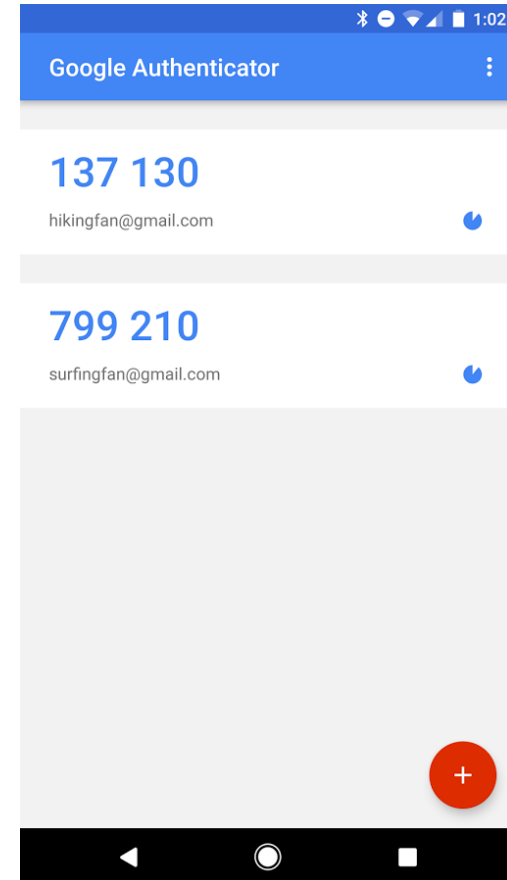 1:02
Google Authenticator
137 130
hikingfan@gmail.com
799 210
surfingfan@gmail.com
+